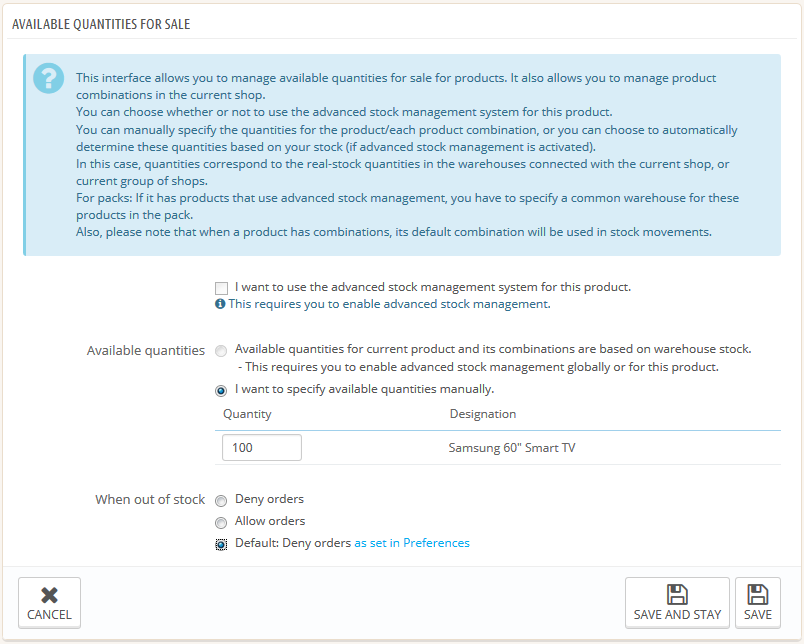 AVAILABLE QUANTITIES FOR SALE
?
This interface allows you to manage available quantities for sale for products. It also allows you to manage product
combinations in the current shop.
You can choose whether or not to use the advanced stock management system for this product.
You can manually specify the quantities for the product/each product combination, or you can choose to automatically
determine these quantities based on your stock (if advanced stock management is activated).
In this case, quantities correspond to the real-stock quantities in the warehouses connected with the current shop, or
current group of shops.
For packs: If it has products that use advanced stock management, you have to specify a common warehouse for these
products in the pack.
Also, please note that when a product has combinations, its default combination will be used in stock movements.
I want to use the advanced stock management system for this product.
This requires you to enable advanced stock management.
Available quantities Available quantities for current product and its combinations are based on warehouse stock.
- This requires you to enable advanced stock management globally or for this product.
I want to specify available quantities manually.
Quantity Designation
100 Samsung 60" Smart TV
When out of stock Deny orders
Allow orders
Default: Deny orders as set in Preferences
CANCEL SAVE AND STAY SAVE